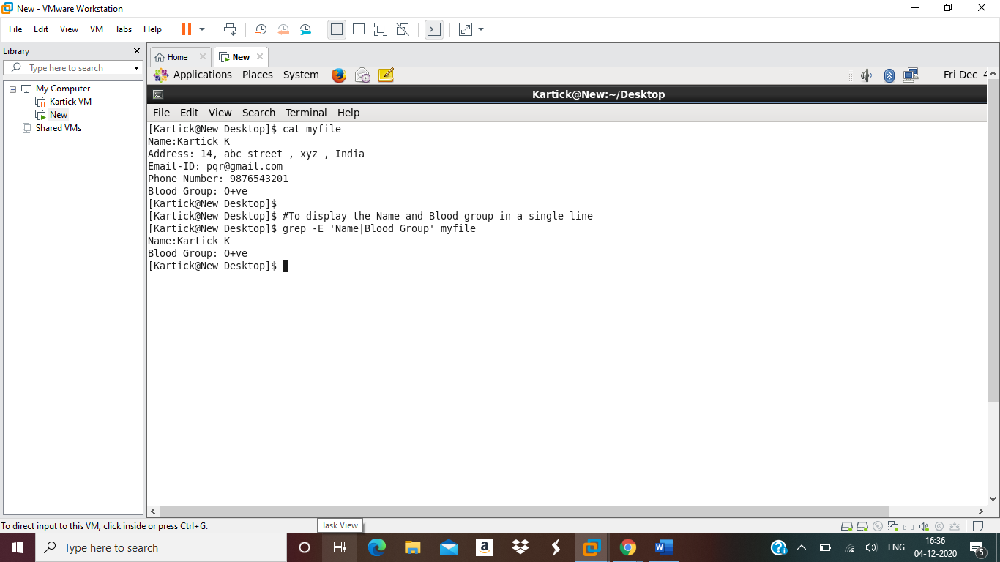 New - VMware Workstation
File Edit View VM Tabs Help
Library
Type here to search
My Computer
Kartick VM
New
Shared VMs
Home New
Applications Places System Fri Dec 4
Kartick@New:~/Desktop
File Edit View Search Terminal Help
[Kartick@New Desktop]$ cat myfile
Name:Kartick K
Address: 14, abc street , xyz , India
Email-ID: pqr@gmail.com
Phone Number: 9876543201
Blood Group: O+ve
[Kartick@New Desktop]$
[Kartick@New Desktop]$ #To display the Name and Blood group in a single line
[Kartick@New Desktop]$ grep -E 'Name|Blood Group' myfile
Name:Kartick K
Blood Group: O+ve
[Kartick@New Desktop]$
To direct input to this VM, click inside or press Ctrl+G.
Task View
Type here to search
ENG
16:36
04-12-2020
5